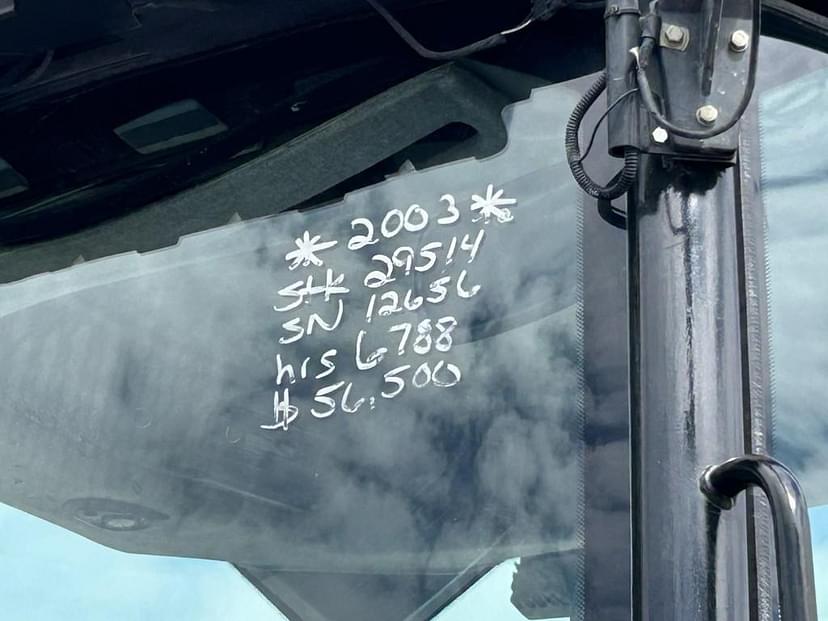 * 2003 *
Stk 29514
SN 12656
hrs 6788
$ 56,500